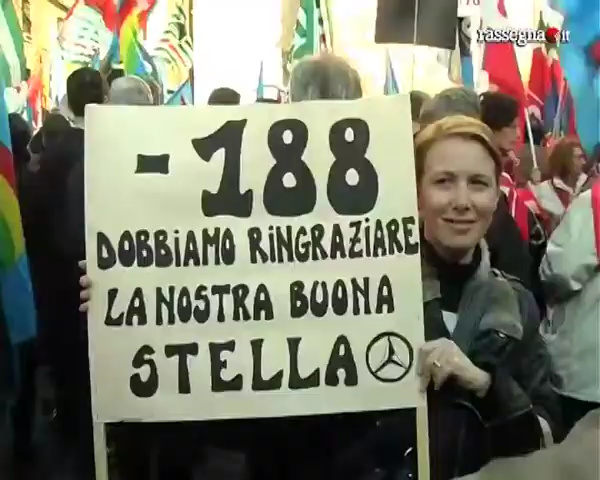 rassegna.it
- 188
DOBBiAMO RiNGRAZiARE
LA NOSTRA BUONA
STELLA